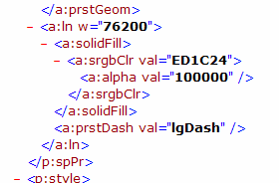 </a:prstGeom>
- <a:ln w="76200">
- <a:solidFill>
- <a:srgbClr val="ED1C24">
<a:alpha val="100000" />
</a:srgbClr>
</a:solidFill>
<a:prstDash val="lgDash" />
</a:ln>
</p:spPr>
- <p:style>